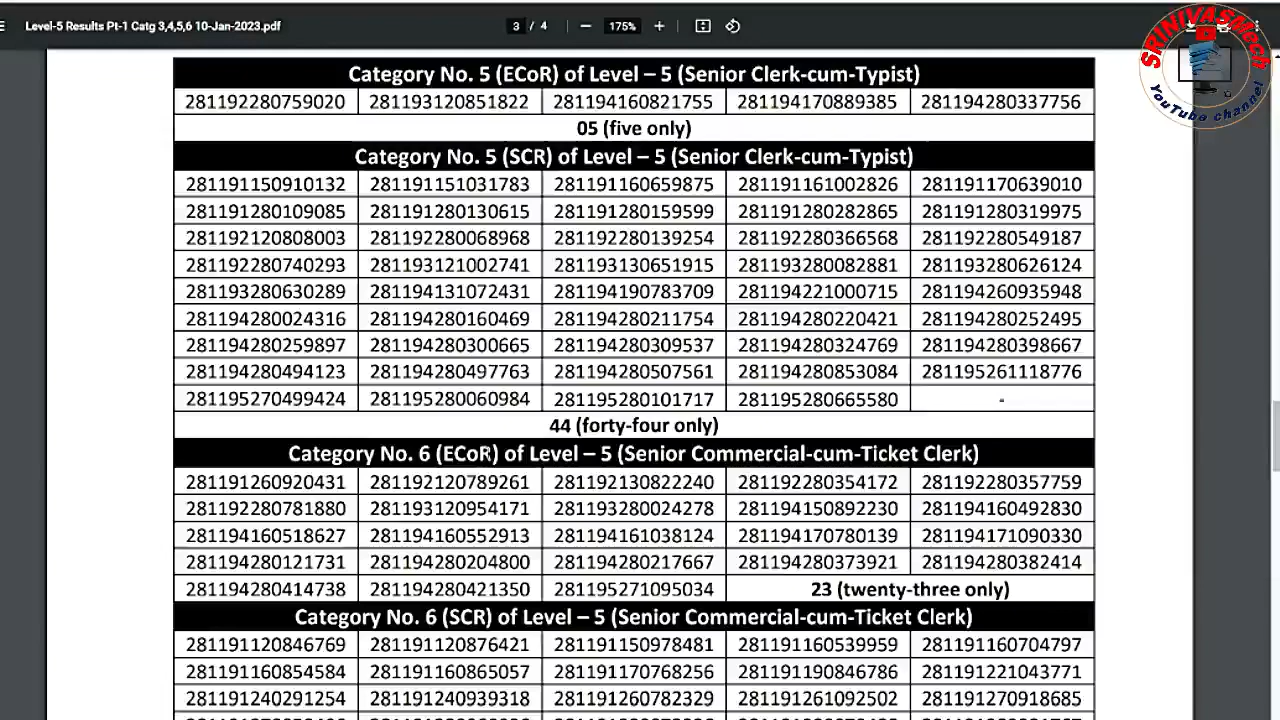 Level-5 Results Pt-1 Catg 3,4,5,6 10-Jan-2023.pdf
3 / 4
175%
SRINIVASMech
YouTube channel
Category No. 5 (ECoR) of Level – 5 (Senior Clerk-cum-Typist)
281192280759020 281193120851822 281194160821755 281194170889385 281194280337756
05 (five only)
Category No. 5 (SCR) of Level – 5 (Senior Clerk-cum-Typist)
281191150910132 281191151031783 281191160659875 281191161002826 281191170639010
281191280109085 281191280130615 281191280159599 281191280282865 281191280319975
281192120808003 281192280068968 281192280139254 281192280366568 281192280549187
281192280740293 281193121002741 281193130651915 281193280082881 281193280626124
281193280630289 281194131072431 281194190783709 281194221000715 281194260935948
281194280024316 281194280160469 281194280211754 281194280220421 281194280252495
281194280259897 281194280300665 281194280309537 281194280324769 281194280398667
281194280494123 281194280497763 281194280507561 281194280853084 281195261118776
281195270499424 281195280060984 281195280101717 281195280665580 -
44 (forty-four only)
Category No. 6 (ECoR) of Level – 5 (Senior Commercial-cum-Ticket Clerk)
281191260920431 281192120789261 281192130822240 281192280354172 281192280357759
281192280781880 281193120954171 281193280024278 281194150892230 281194160492830
281194160518627 281194160552913 281194161038124 281194170780139 281194171090330
281194280121731 281194280204800 281194280217667 281194280373921 281194280382414
281194280414738 281194280421350 281195271095034 23 (twenty-three only)
Category No. 6 (SCR) of Level – 5 (Senior Commercial-cum-Ticket Clerk)
281191120846769 281191120876421 281191150978481 281191160539959 281191160704797
281191160854584 281191160865057 281191170768256 281191190846786 281191221043771
281191240291254 281191240939318 281191260782329 281191261092502 281191270918685